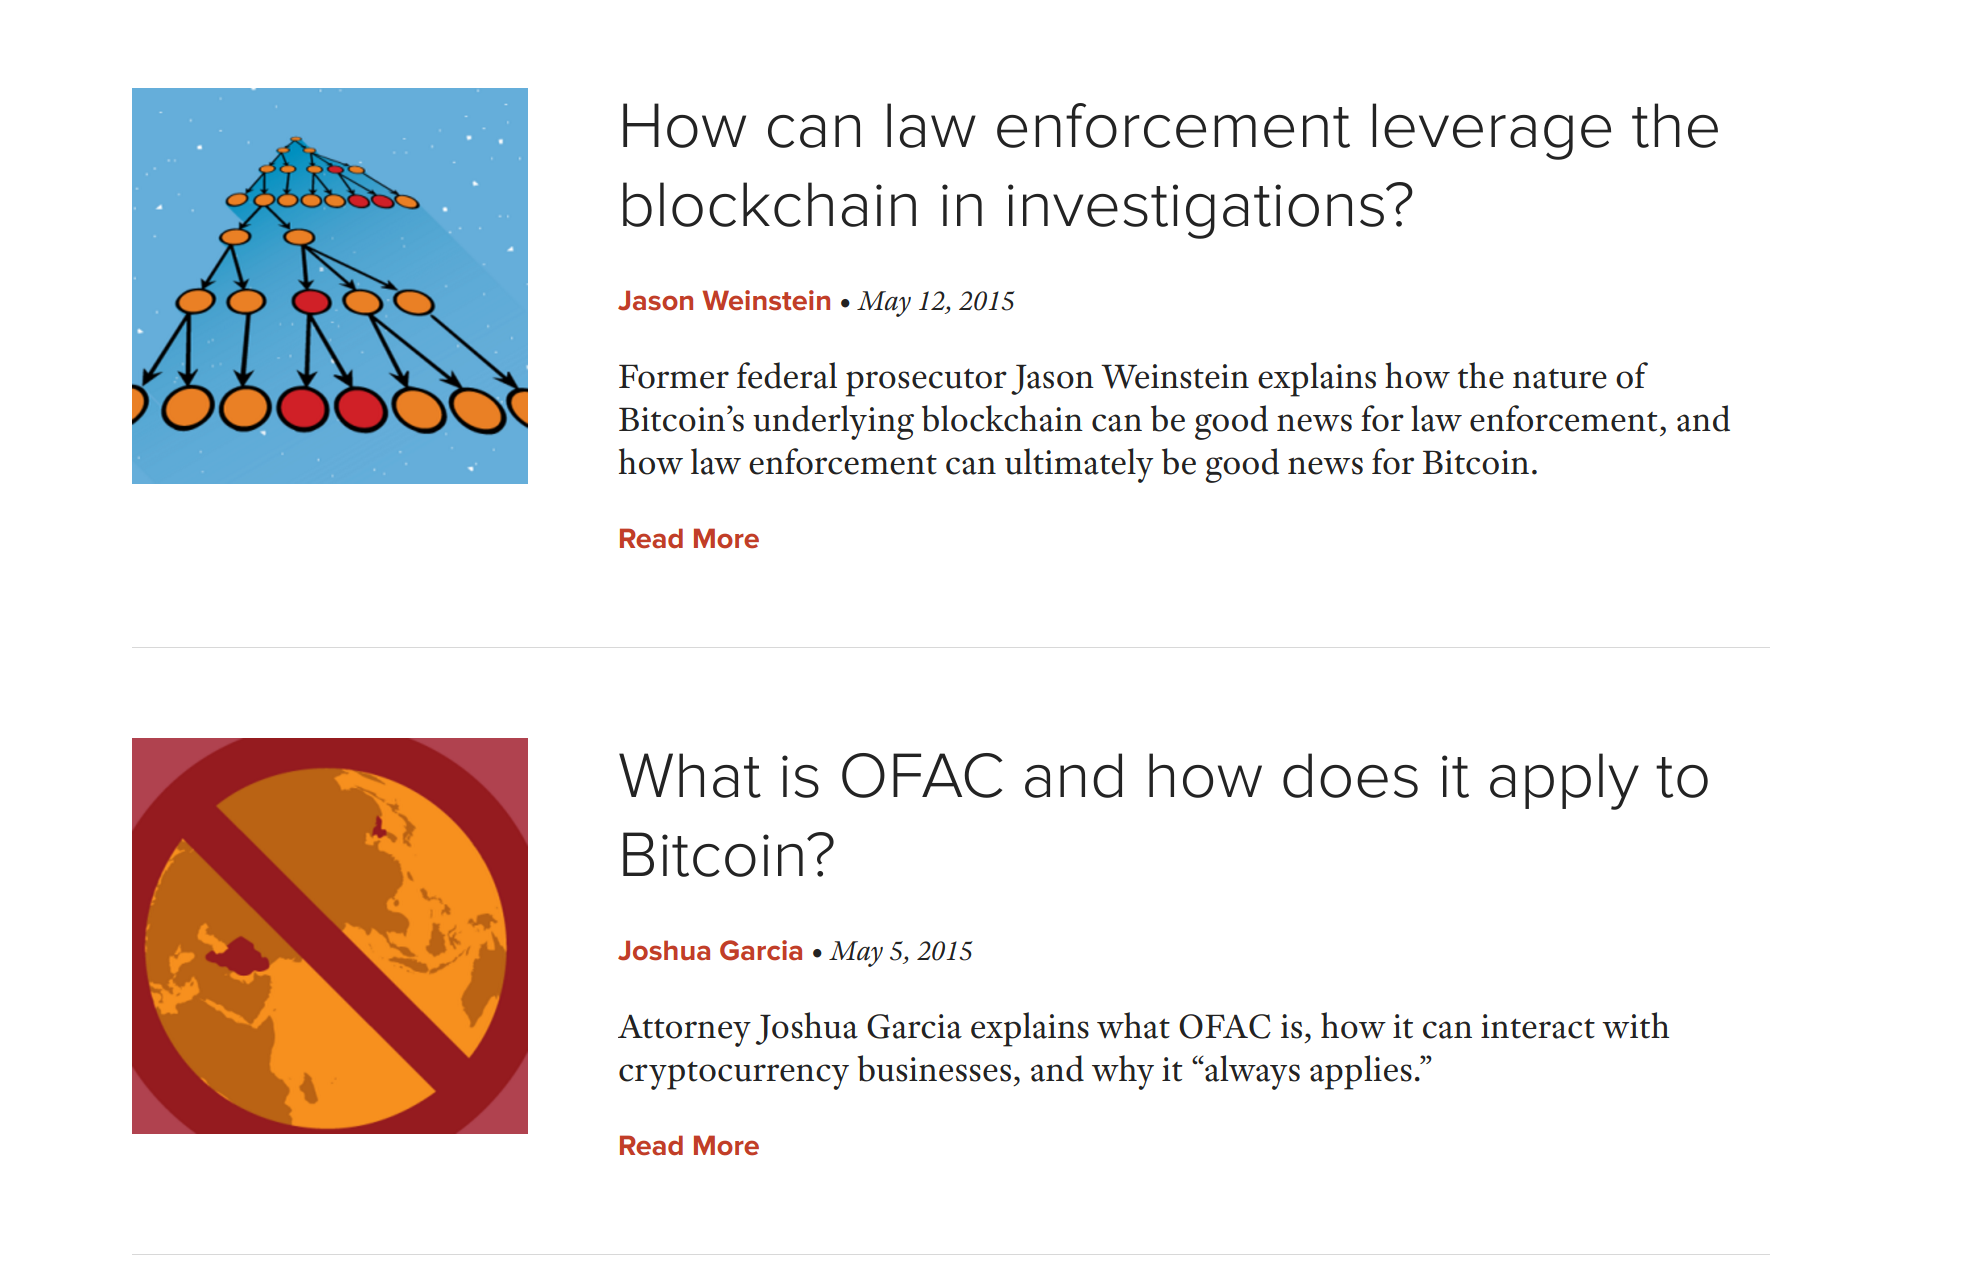 How can law enforcement leverage the
blockchain in investigations?
Jason Weinstein • May 12, 2015
Former federal prosecutor Jason Weinstein explains how the nature of
Bitcoin’s underlying blockchain can be good news for law enforcement, and
how law enforcement can ultimately be good news for Bitcoin.
Read More
What is OFAC and how does it apply to
Bitcoin?
Joshua Garcia • May 5, 2015
Attorney Joshua Garcia explains what OFAC is, how it can interact with
cryptocurrency businesses, and why it “always applies.”
Read More